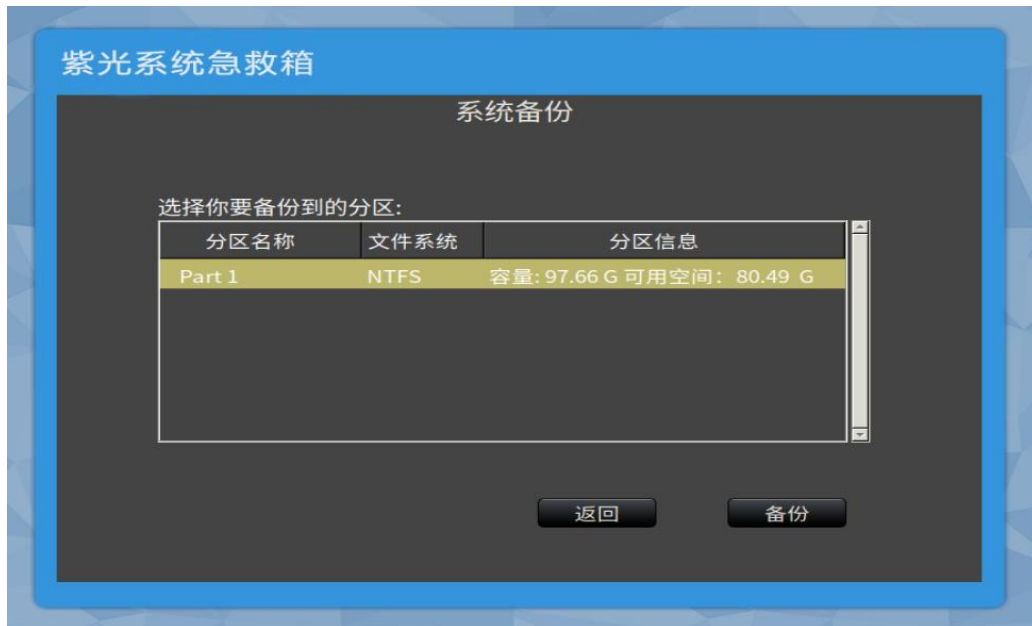 紫光系统急救箱
系统备份
选择你要备份到的分区:
分区名称 文件系统 分区信息
Part 1 NTFS 容量: 97.66 G 可用空间： 80.49 G
返回 备份